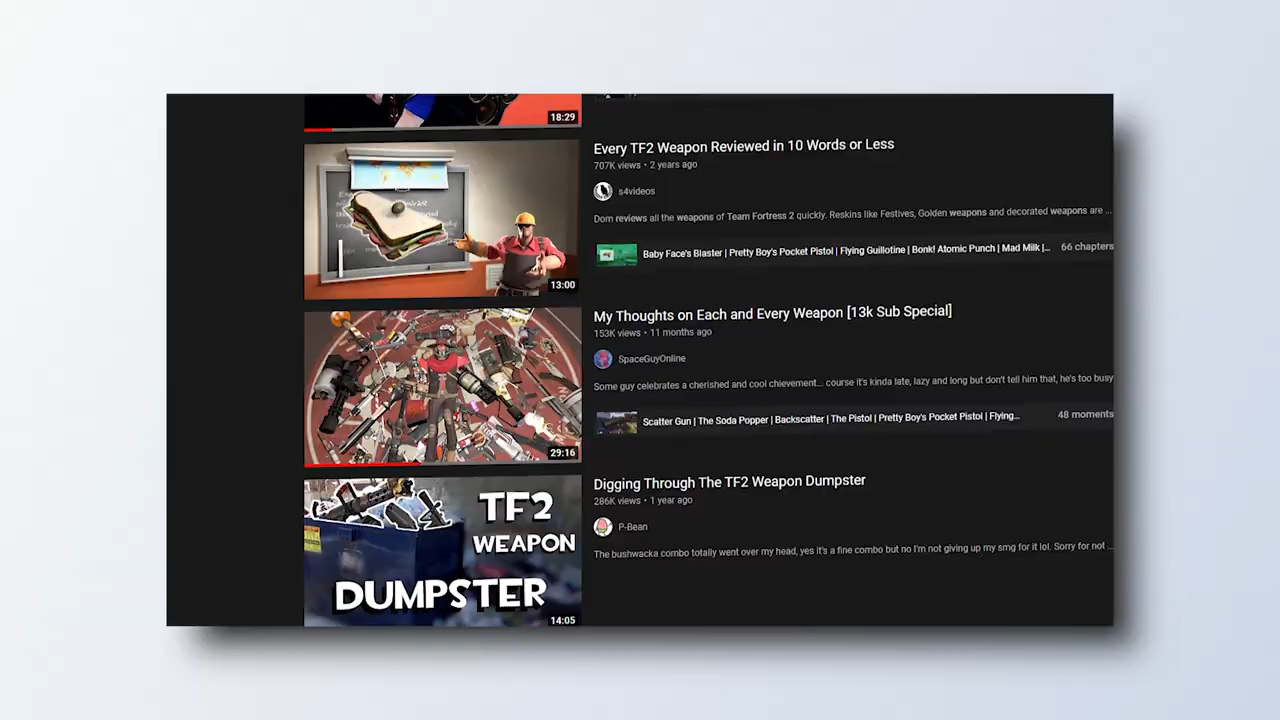 18:29
Every TF2 Weapon Reviewed in 10 Words or Less
707K views • 2 years ago
s4videos
Dom reviews all the weapons of Team Fortress 2 quickly. Reskins like Festives, Golden weapons and decorated weapons are ...
Baby Face's Blaster | Pretty Boy's Pocket Pistol | Flying Guillotine | Bonk! Atomic Punch | Mad Milk |... 66 chapters
13:00
My Thoughts on Each and Every Weapon [13k Sub Special]
153K views • 11 months ago
SpaceGuyOnline
Some guy celebrates a cherished and cool chievement... course it's kinda late, lazy and long but don't tell him that, he's too busy
Scatter Gun | The Soda Popper | Backscatter | The Pistol | Pretty Boy's Pocket Pistol | Flying... 48 moments
29:16
Digging Through The TF2 Weapon Dumpster
286K views • 1 year ago
P-Bean
The bushwacka combo totally went over my head, yes it's a fine combo but no I'm not giving up my smg for it lol. Sorry for not ...
TF2
WEAPON
DUMPSTER
14:05